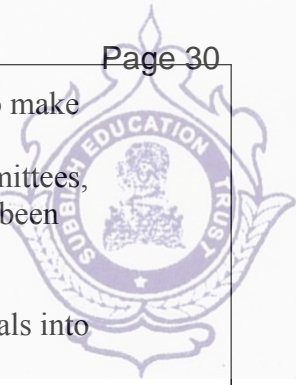 Page 30
make
EDUCATION
mittees,
SUBBIAH
TRUST
been
als into